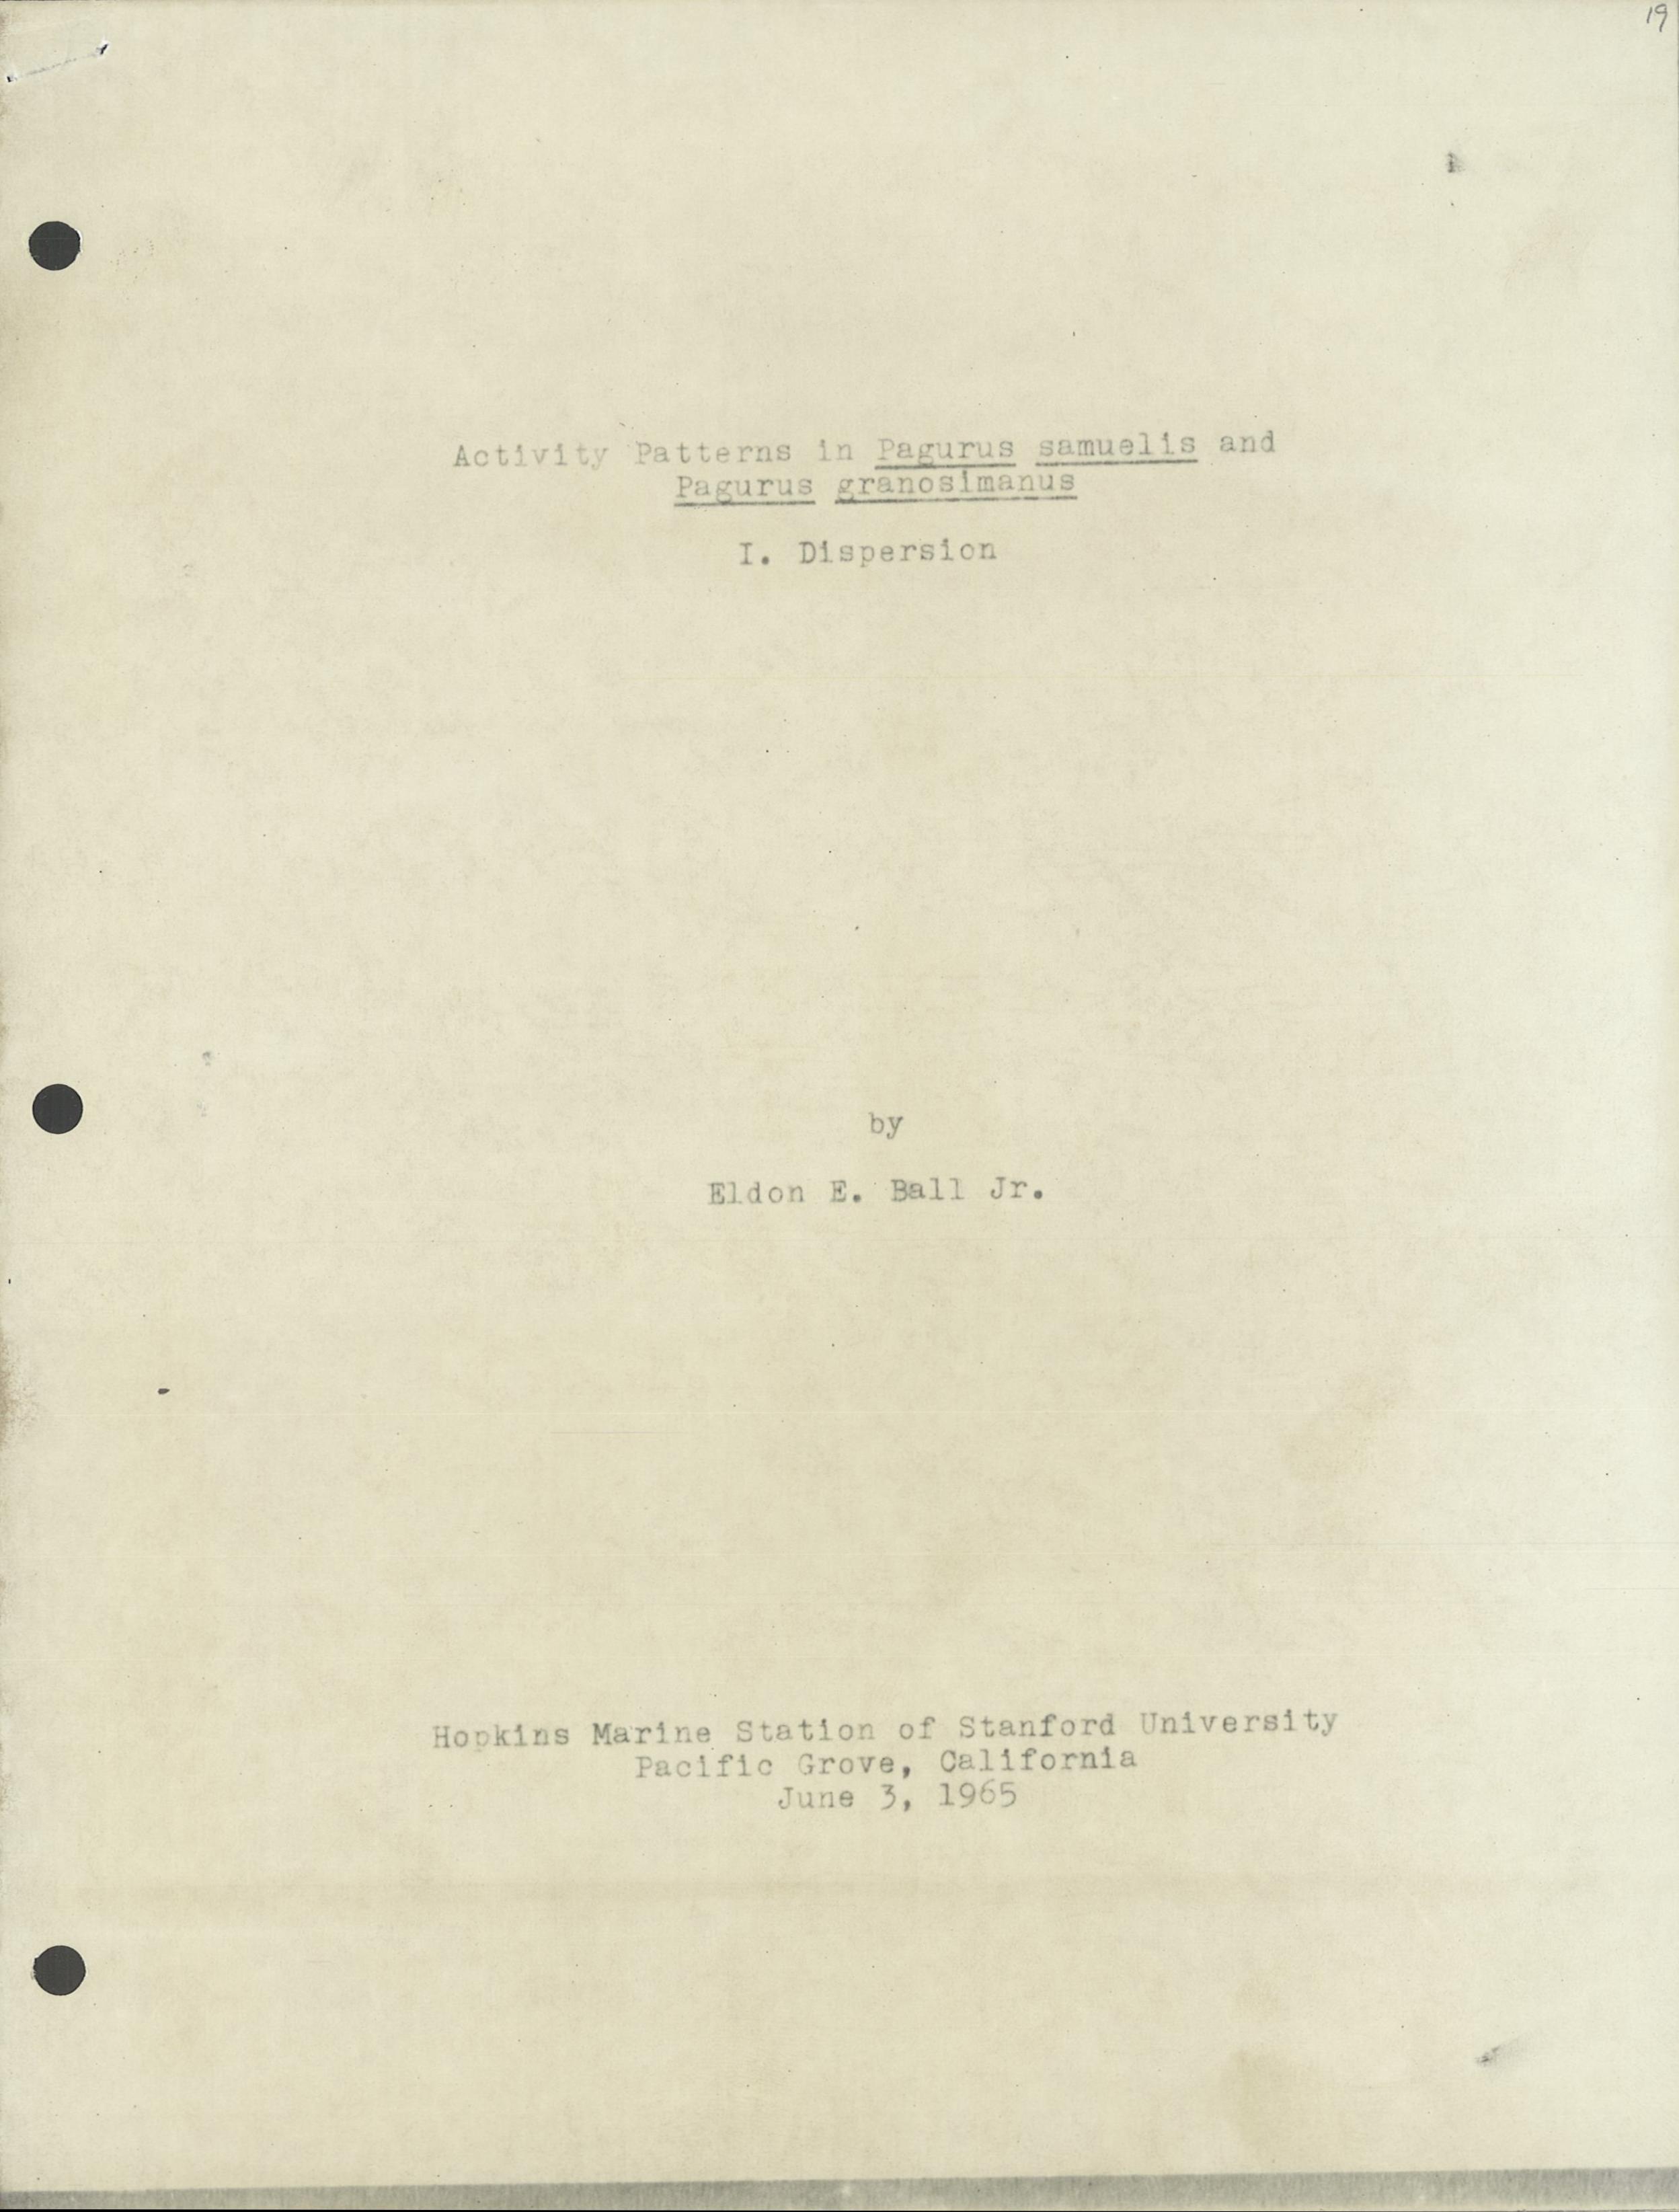 19
Activity Patterns in Pagurus samuelis and
Pagurus granosimanus
I. Dispersion
by
Eldon E. Ball Jr.
Hopkins Marine Station of Stanford University
Pacific Grove, California
June 3, 1965